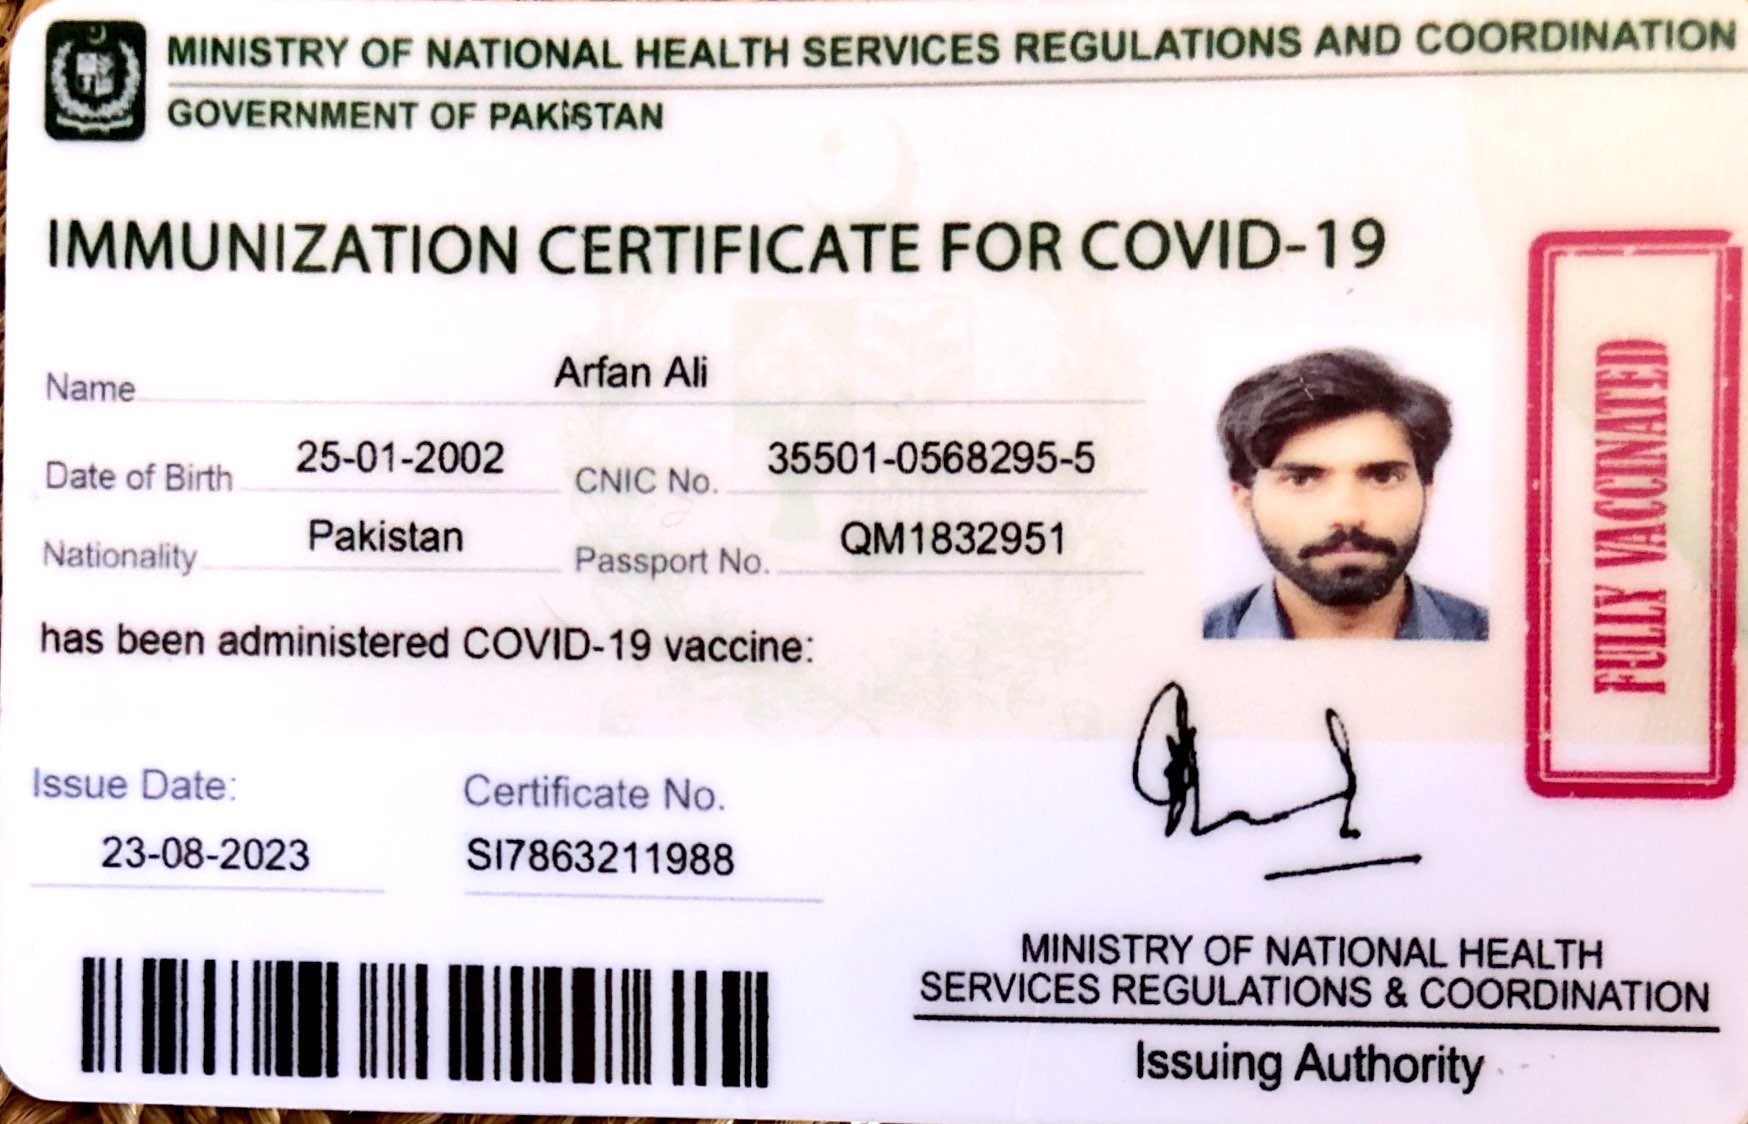 MINISTRY OF NATIONAL HEALTH SERVICES REGULATIONS AND COORDINATION
GOVERNMENT OF PAKISTAN
IMMUNIZATION CERTIFICATE FOR COVID-19
Name Arfan Ali
Date of Birth 25-01-2002 CNIC No. 35501-0568295-5
Nationality Pakistan Passport No. QM1832951
has been administered COVID-19 vaccine:
FULLY VACCINATED
Issue Date: Certificate No.
23-08-2023 SI7863211988
MINISTRY OF NATIONAL HEALTH
SERVICES REGULATIONS & COORDINATION
Issuing Authority